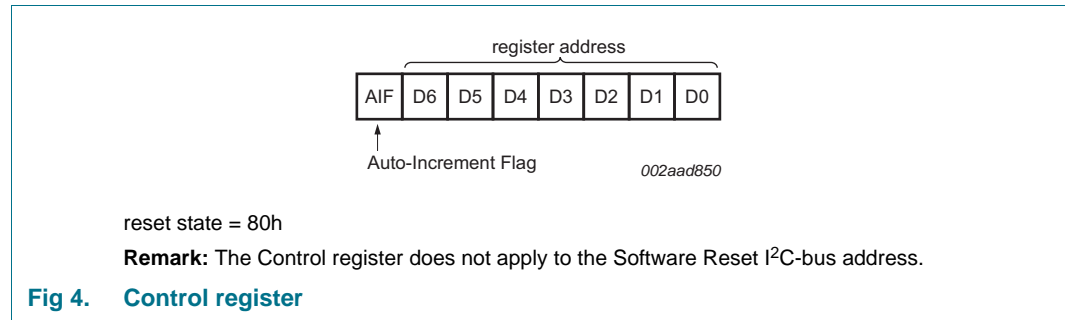 register address
AIF D6 D5 D4 D3 D2 D1 D0
Auto-Increment Flag
002aad850
reset state = 80h
Remark: The Control register does not apply to the Software Reset I²C-bus address.
Fig 4. Control register